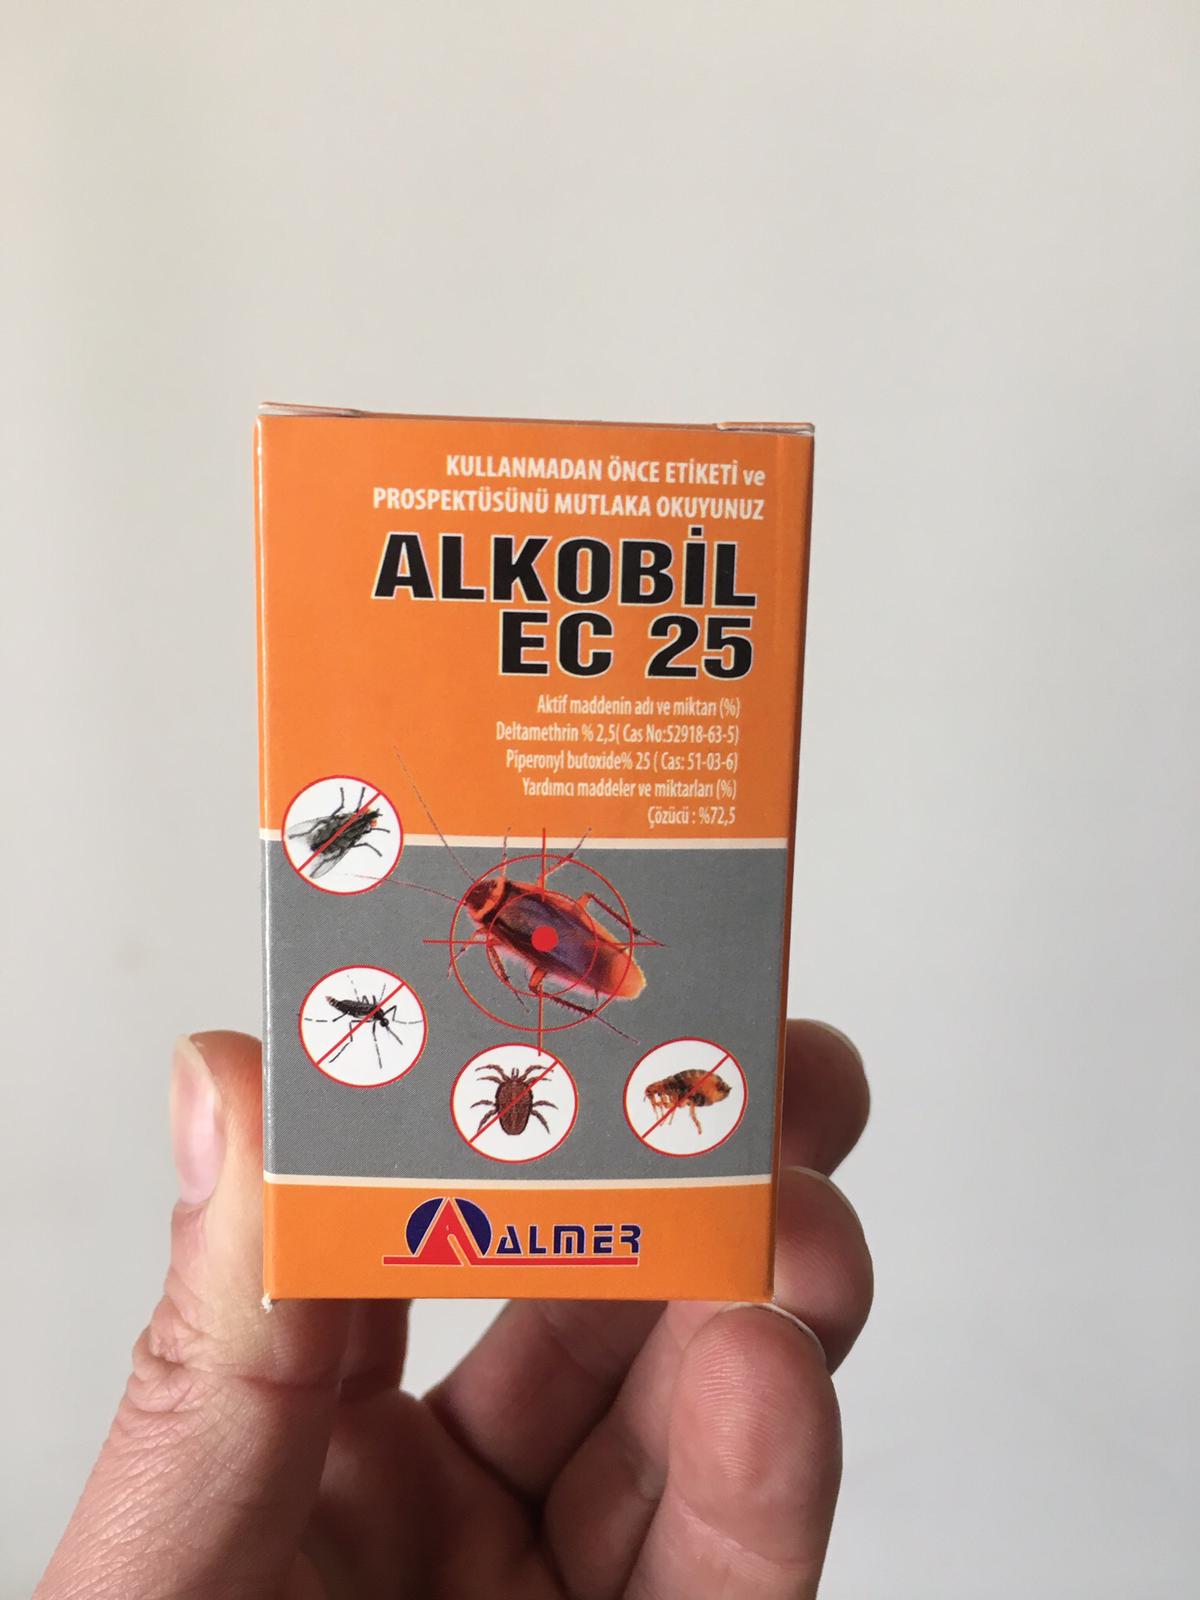 KULLANMADAN ÖNCE ETİKETİ ve
PROSPEKTÜSÜNÜ MUTLAKA OKUYUNUZ
ALKOBİL
EC 25
Aktif maddenin adı ve miktarı (%)
Deltamethrin % 2,5( Cas No:52918-63-5)
Piperonyl butoxide% 25 ( Cas: 51-03-6)
Yardımcı maddeler ve miktarları (%)
Çözücü : %72,5
ALMER